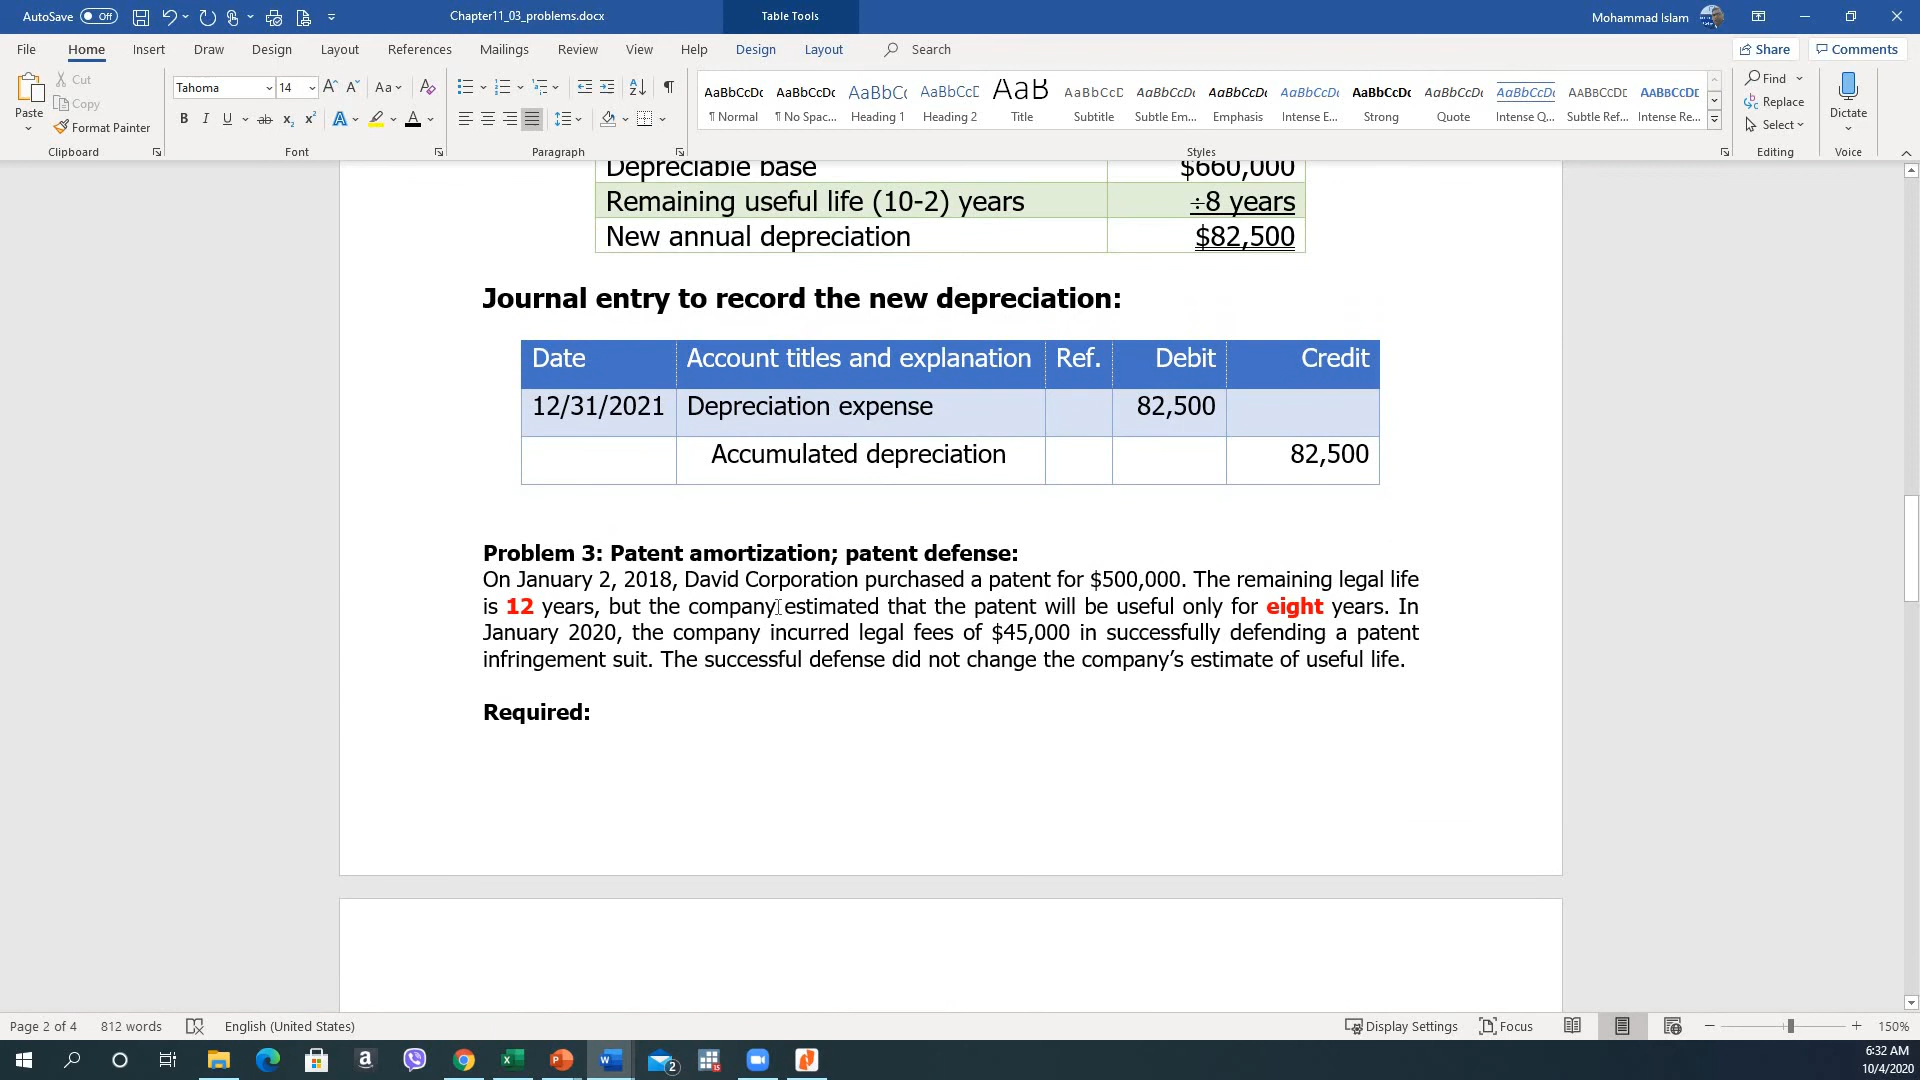 AutoSave Off
Chapter11_03_problems.docx
Table Tools
Mohammad Islam
File Home Insert Draw Design Layout References Mailings Review View Help Design Layout Search
Share Comments
Paste
Cut
Copy
Format Painter
Clipboard
Tahoma 14
Font
Paragraph
AaBbCcDc AaBbCcDc AaBbCc AaBbCcC AaB AaBbCcC AaBbCcDc AaBbCcDc AaBbCcDc AaBbCcDc AaBbCcDc AaBbCcDc AABBCCDE AABBCCDE
¶ Normal ¶ No Spac... Heading 1 Heading 2 Title Subtitle Subtle Em... Emphasis Intense E... Strong Quote Intense Q... Subtle Ref... Intense Re...
Styles
Find
Replace
Select
Editing
Dictate
Voice
Depreciable base $660,000
Remaining useful life (10-2) years ÷8 years
New annual depreciation $82,500
Journal entry to record the new depreciation:
Date Account titles and explanation Ref. Debit Credit
12/31/2021 Depreciation expense 82,500
Accumulated depreciation 82,500
Problem 3: Patent amortization; patent defense:
On January 2, 2018, David Corporation purchased a patent for $500,000. The remaining legal life
is 12 years, but the company estimated that the patent will be useful only for eight years. In
January 2020, the company incurred legal fees of $45,000 in successfully defending a patent
infringement suit. The successful defense did not change the company's estimate of useful life.
Required:
Page 2 of 4 812 words English (United States)
Display Settings Focus 150%
6:32 AM
10/4/2020